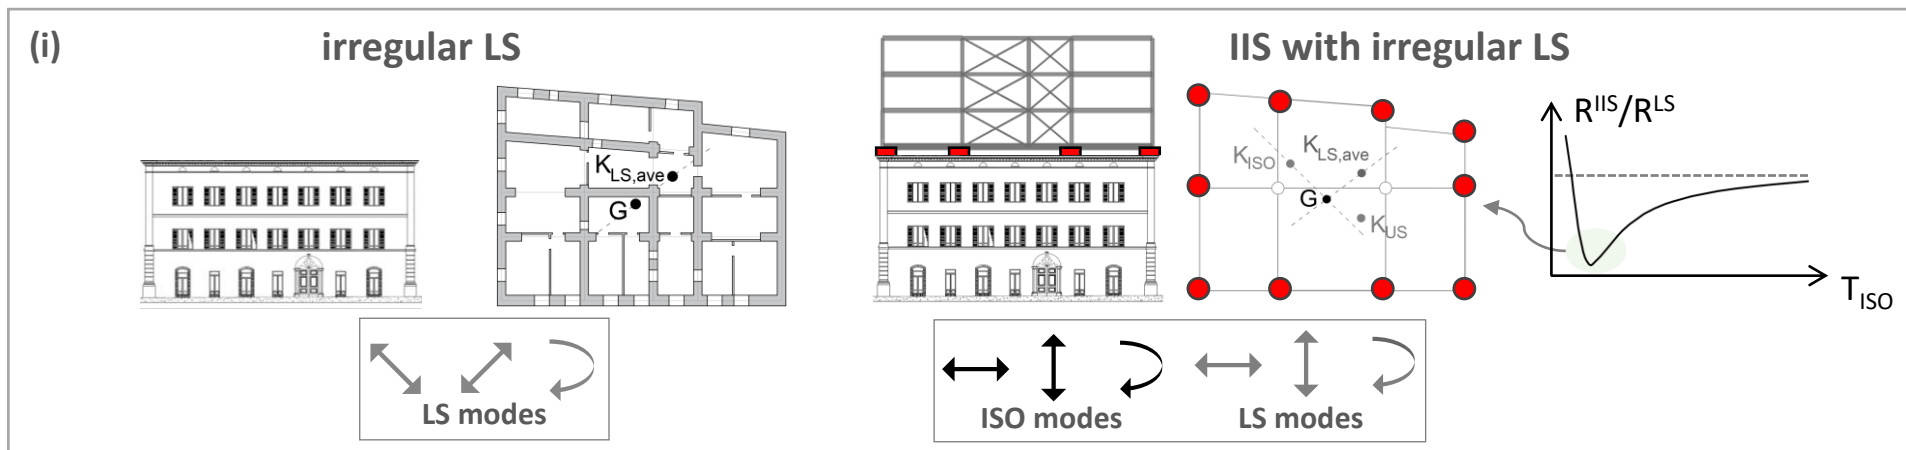 (i)
irregular LS
IIS with irregular LS
K_LS,ave
G
K_ISO
K_LS,ave
G
K_US
R^IIS/R^LS
T_ISO
LS modes
ISO modes
LS modes